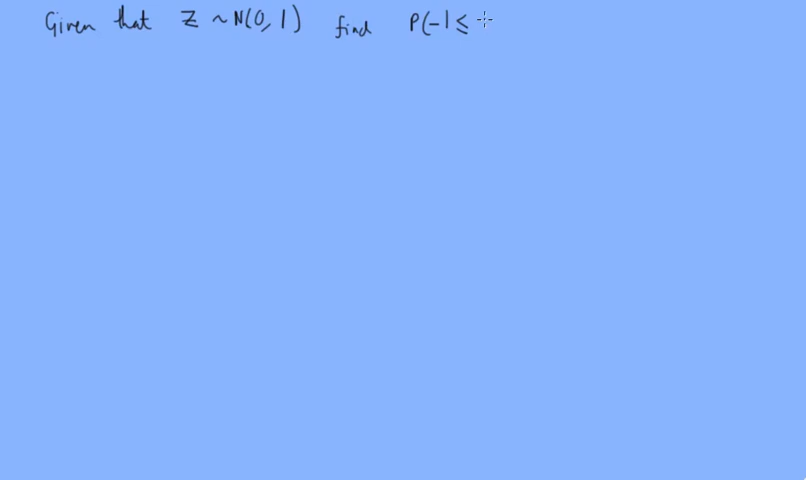 Given that Z ~ N(0, 1) find P(-1 ≤